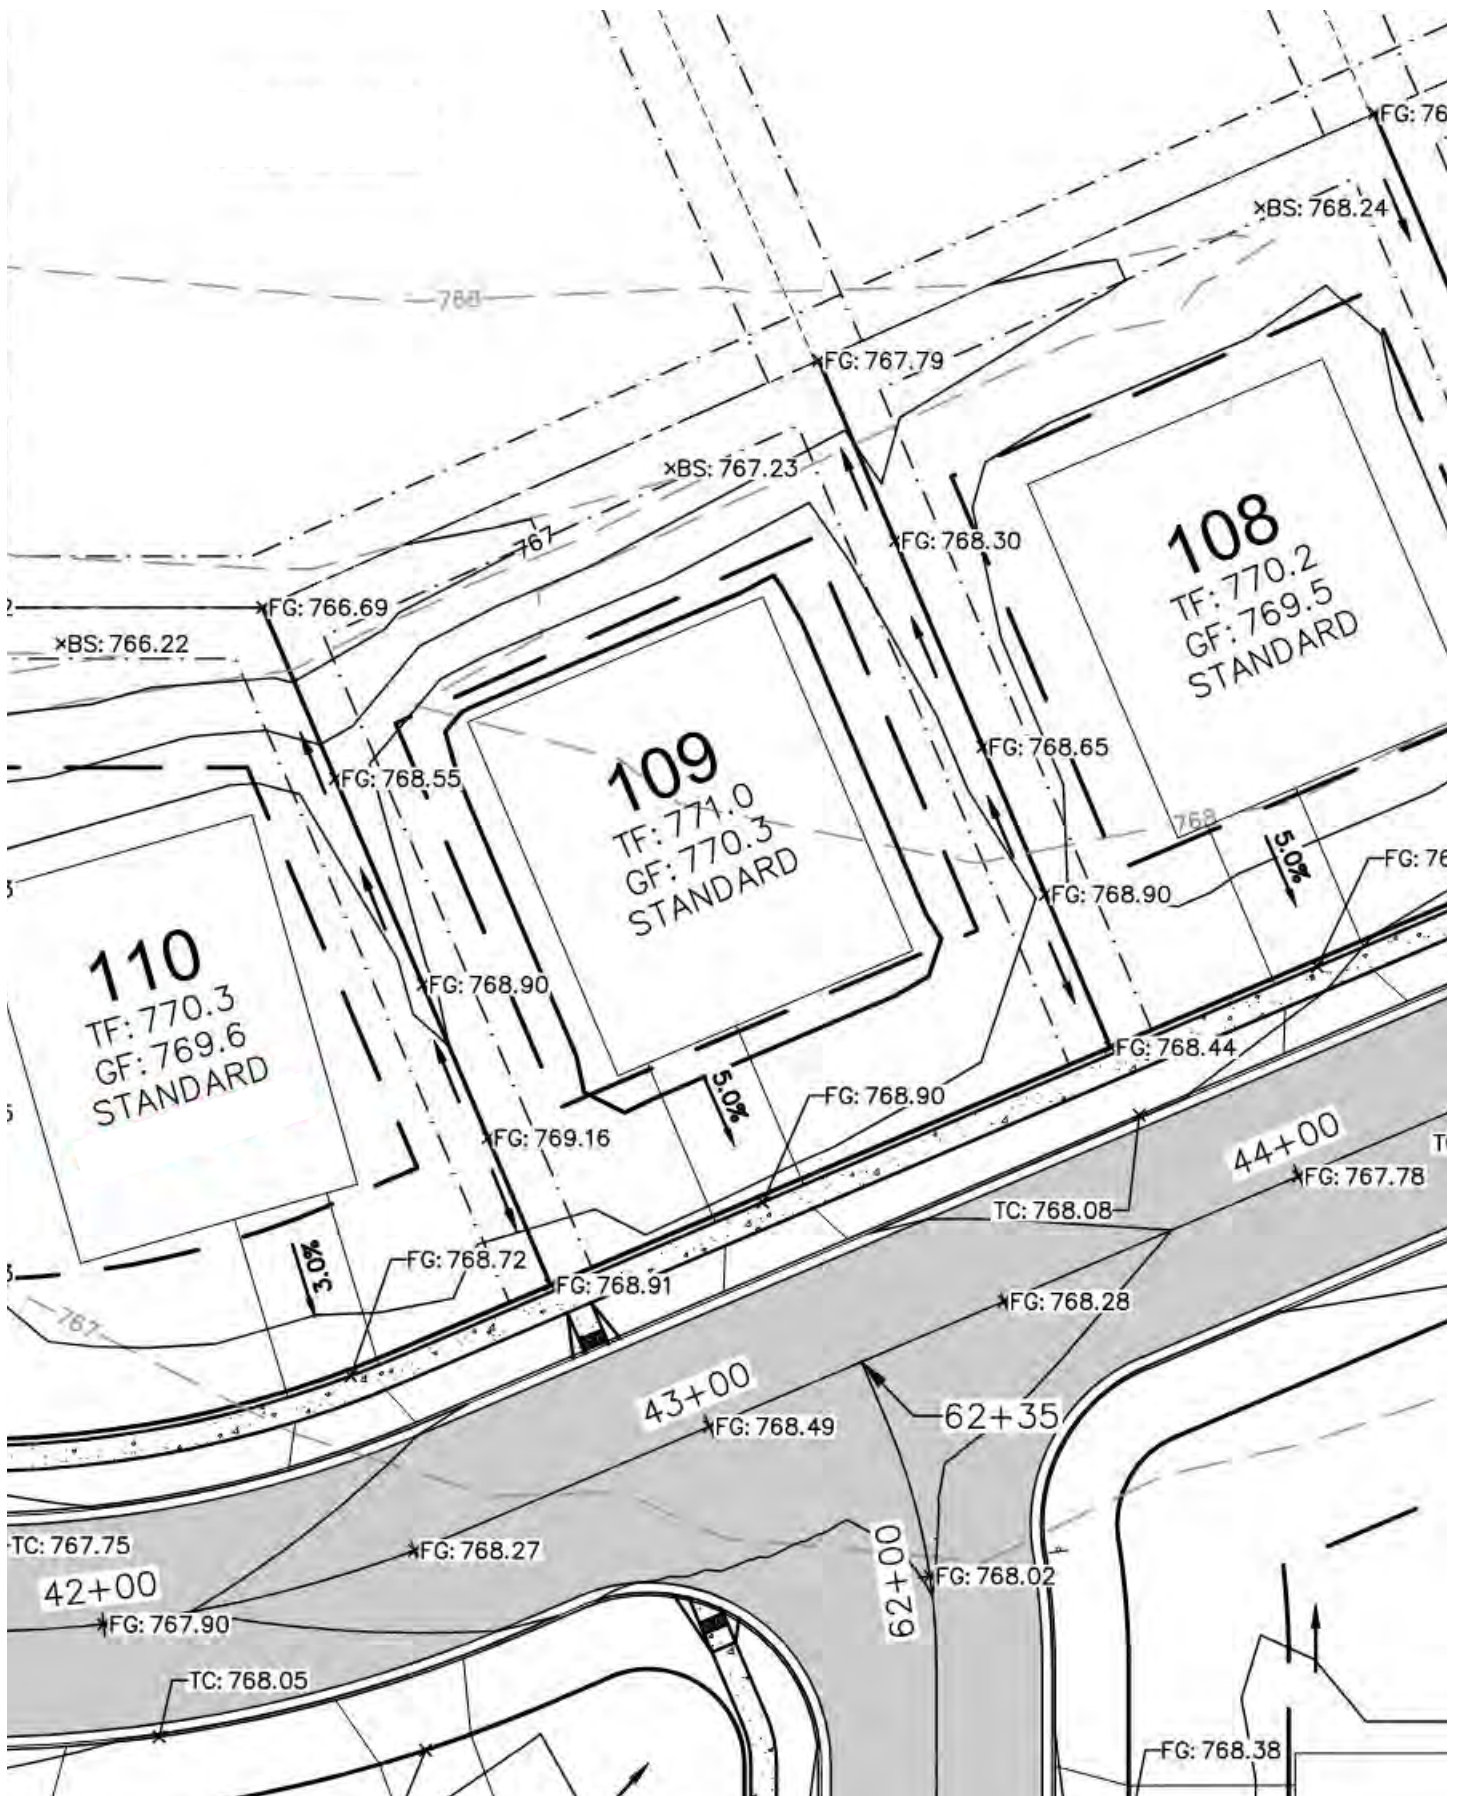 FG: 76
×BS: 768.24
768
FG: 767.79
×BS: 767.23
767
FG: 768.30
108
TF: 770.2
GF: 769.5
STANDARD
FG: 766.69
×BS: 766.22
FG: 768.55
FG: 768.65
109
TF: 771.0
GF: 770.3
STANDARD
768
5.0%
FG: 76
FG: 768.90
110
TF: 770.3
GF: 769.6
STANDARD
FG: 768.90
FG: 768.44
5.0%
FG: 768.90
FG: 769.16
44+00
FG: 767.78
TC: 768.08
3.0%
FG: 768.72
FG: 768.91
FG: 768.28
767
43+00
62+35
FG: 768.49
TC: 767.75
FG: 768.27
42+00
62+00
FG: 768.02
FG: 767.90
TC: 768.05
FG: 768.38